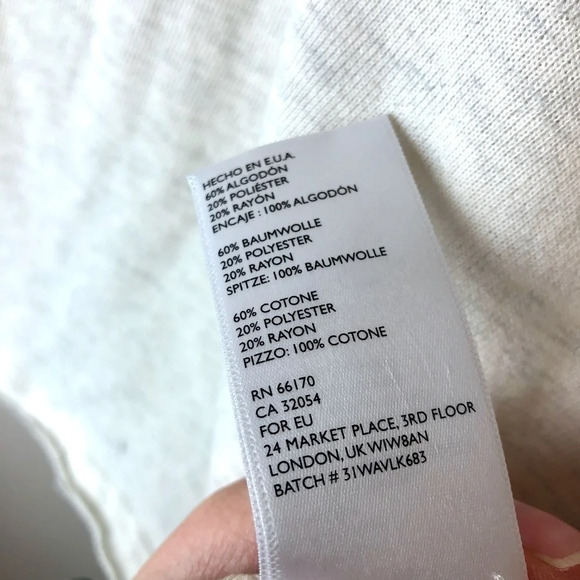 HECHO EN E.U.A.
60% ALGODÓN
20% POLIÉSTER
20% RAYÓN
ENCAJE : 100% ALGODÓN
60% BAUMWOLLE
20% POLYESTER
20% RAYON
SPITZE: 100% BAUMWOLLE
60% COTONE
20% POLYESTER
20% RAYON
PIZZO: 100% COTONE
RN 66170
CA 32054
FOR EU
24 MARKET PLACE, 3RD FLOOR
LONDON, UK WIW8AN
BATCH # 31WAVLK683